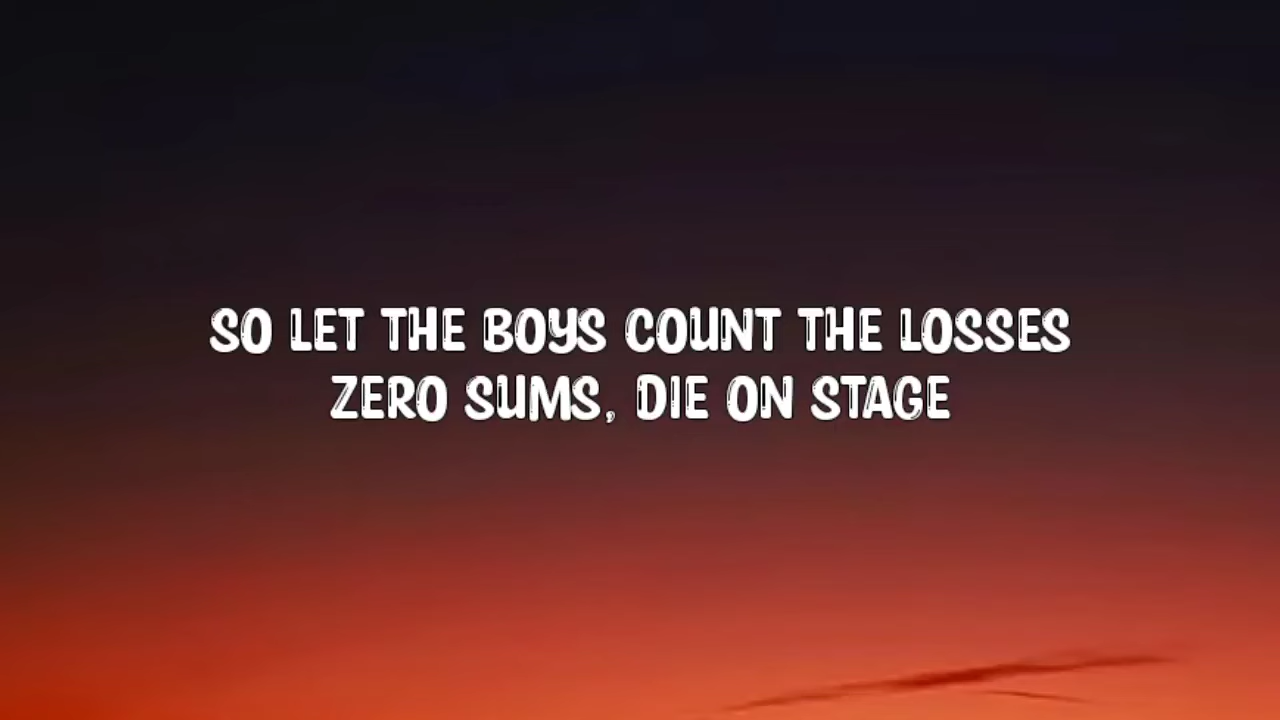 SO LET THE BOYS COUNT THE LOSSES
ZERO SUMS, DIE ON STAGE